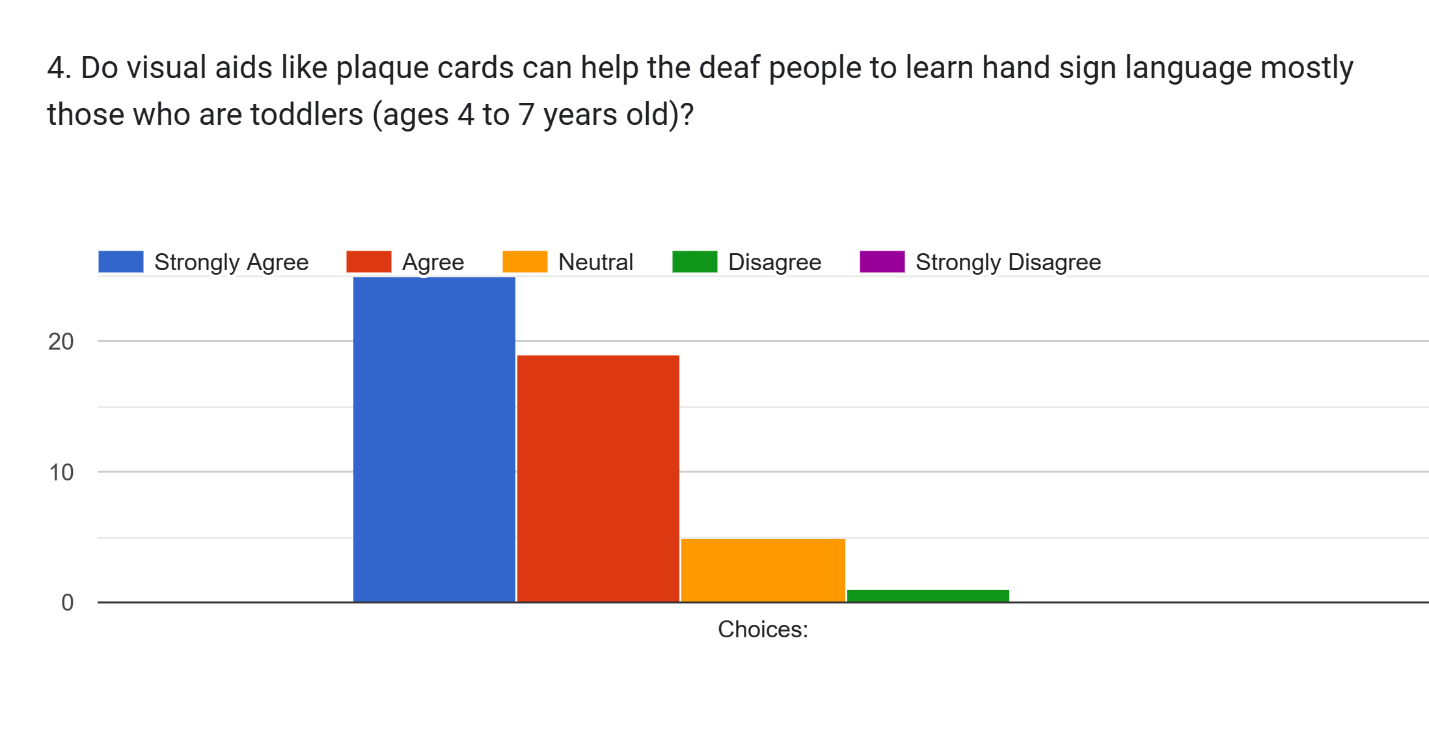 4. Do visual aids like plaque cards can help the deaf people to learn hand sign language mostly
those who are toddlers (ages 4 to 7 years old)?
Strongly Agree Agree Neutral Disagree Strongly Disagree
20
10
0
Choices: